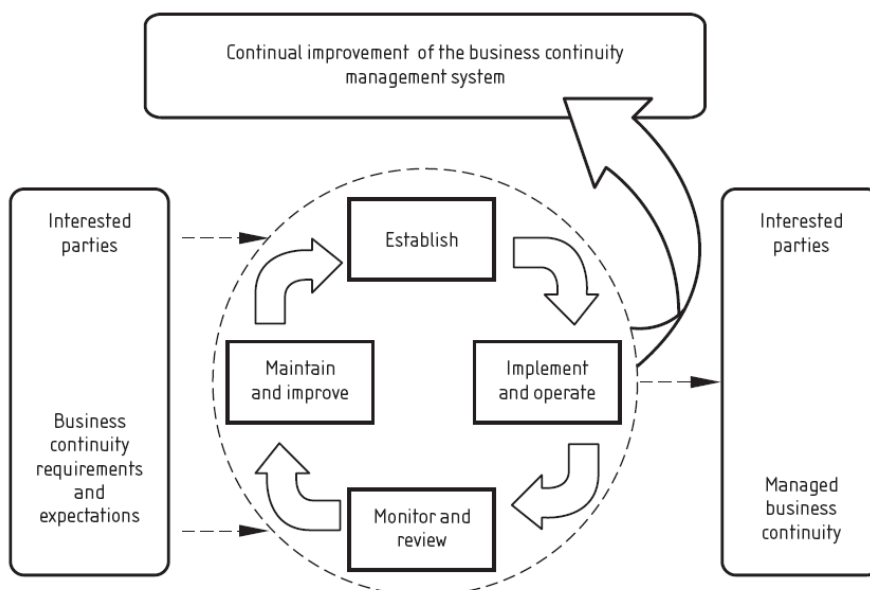 Continual improvement of the business continuity
management system
Interested
parties
Business
continuity
requirements
and
expectations
Establish
Maintain
and improve
Implement
and operate
Monitor and
review
Interested
parties
Managed
business
continuity